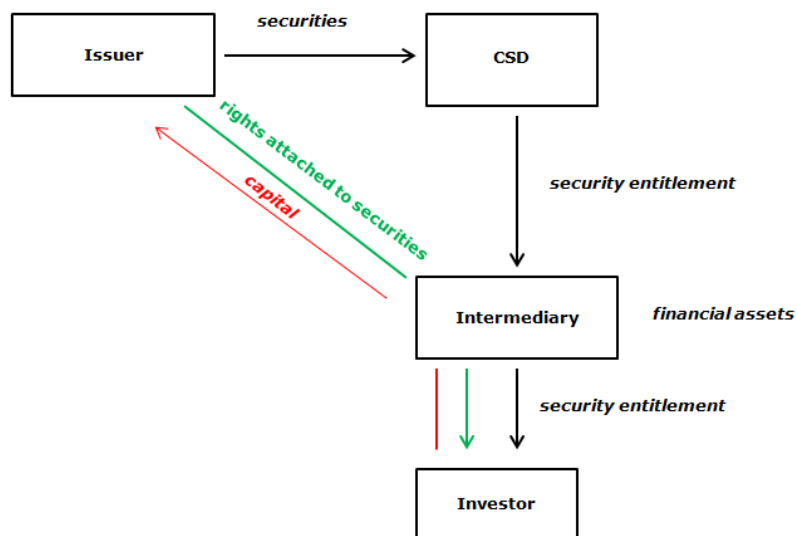 securities
Issuer
CSD
rights attached to securities
capital
security entitlement
Intermediary
financial assets
security entitlement
Investor